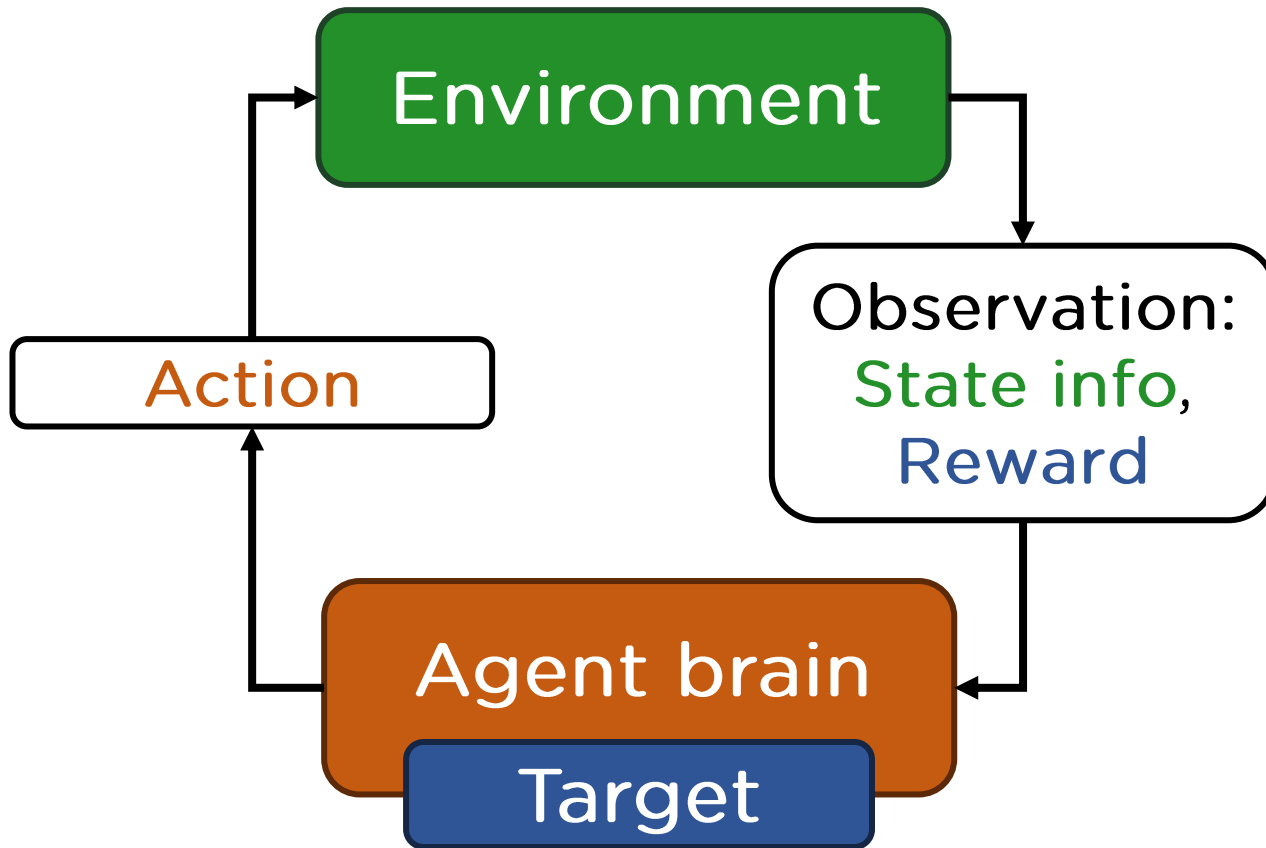 Environment
Observation:
State info,
Reward
Action
Agent brain
Target